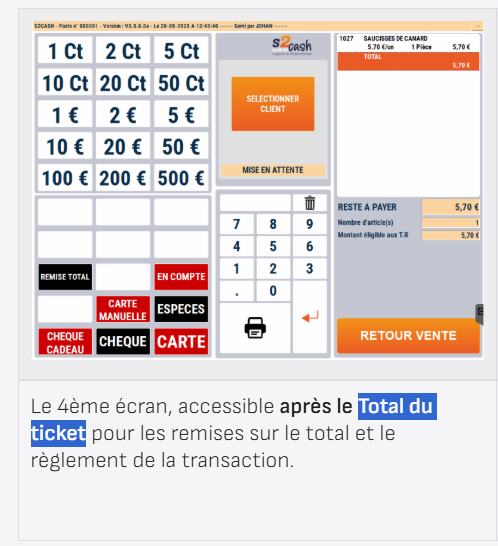 S2CASH - Poste n° 000001 - Version : V3.0.0.0a - Le 20-08-2025 A 13:43:40 ------ Servi par JOHAN ------
1 Ct 2 Ct 5 Ct
10 Ct 20 Ct 50 Ct
1 € 2 € 5 €
10 € 20 € 50 €
100 € 200 € 500 €
REMISE TOTAL EN COMPTE
CARTE MANUELLE ESPECES
CHEQUE CADEAU CHEQUE CARTE
s2cash
SELECTIONNER
CLIENT
MISE EN ATTENTE
7 8 9
4 5 6
1 2 3
. 0
1027 SAUCISSES DE CANARD
5.70 €/un 1 Pièce 5,70 €
TOTAL
5,70 €
RESTE A PAYER 5,70 €
Nombre d'article(s) 1
Montant éligible aux T.R 5,70 €
RETOUR VENTE
Le 4ème écran, accessible après le Total du
ticket pour les remises sur le total et le
règlement de la transaction.